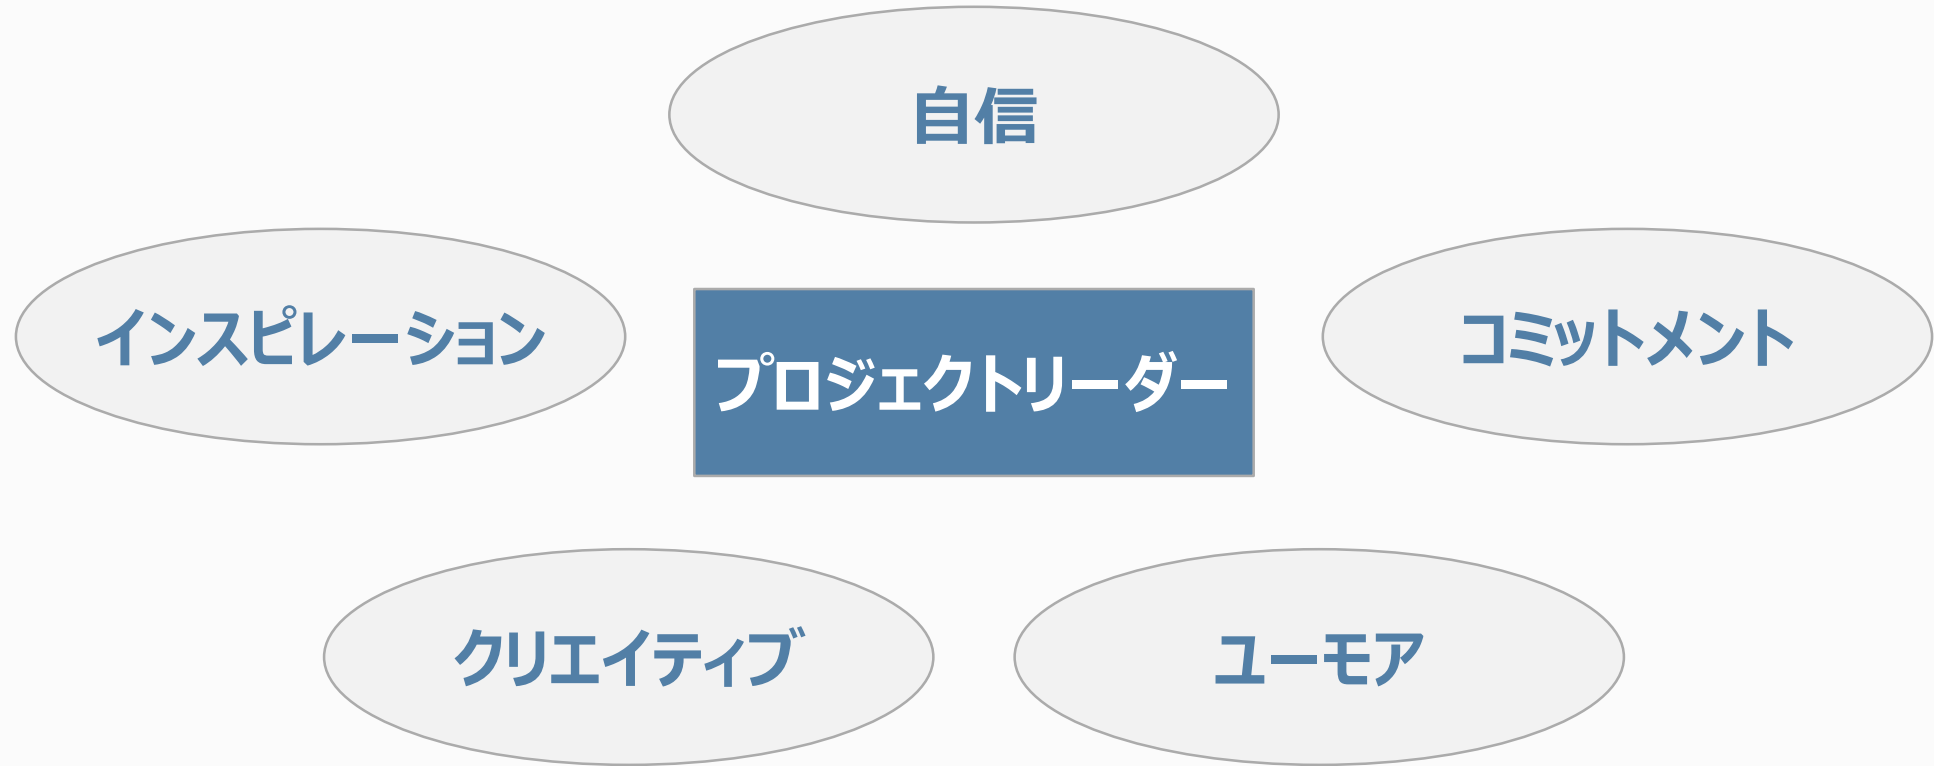 自信
インスピレーション
コミットメント
プロジェクトリーダー
クリエイティブ
ユーモア